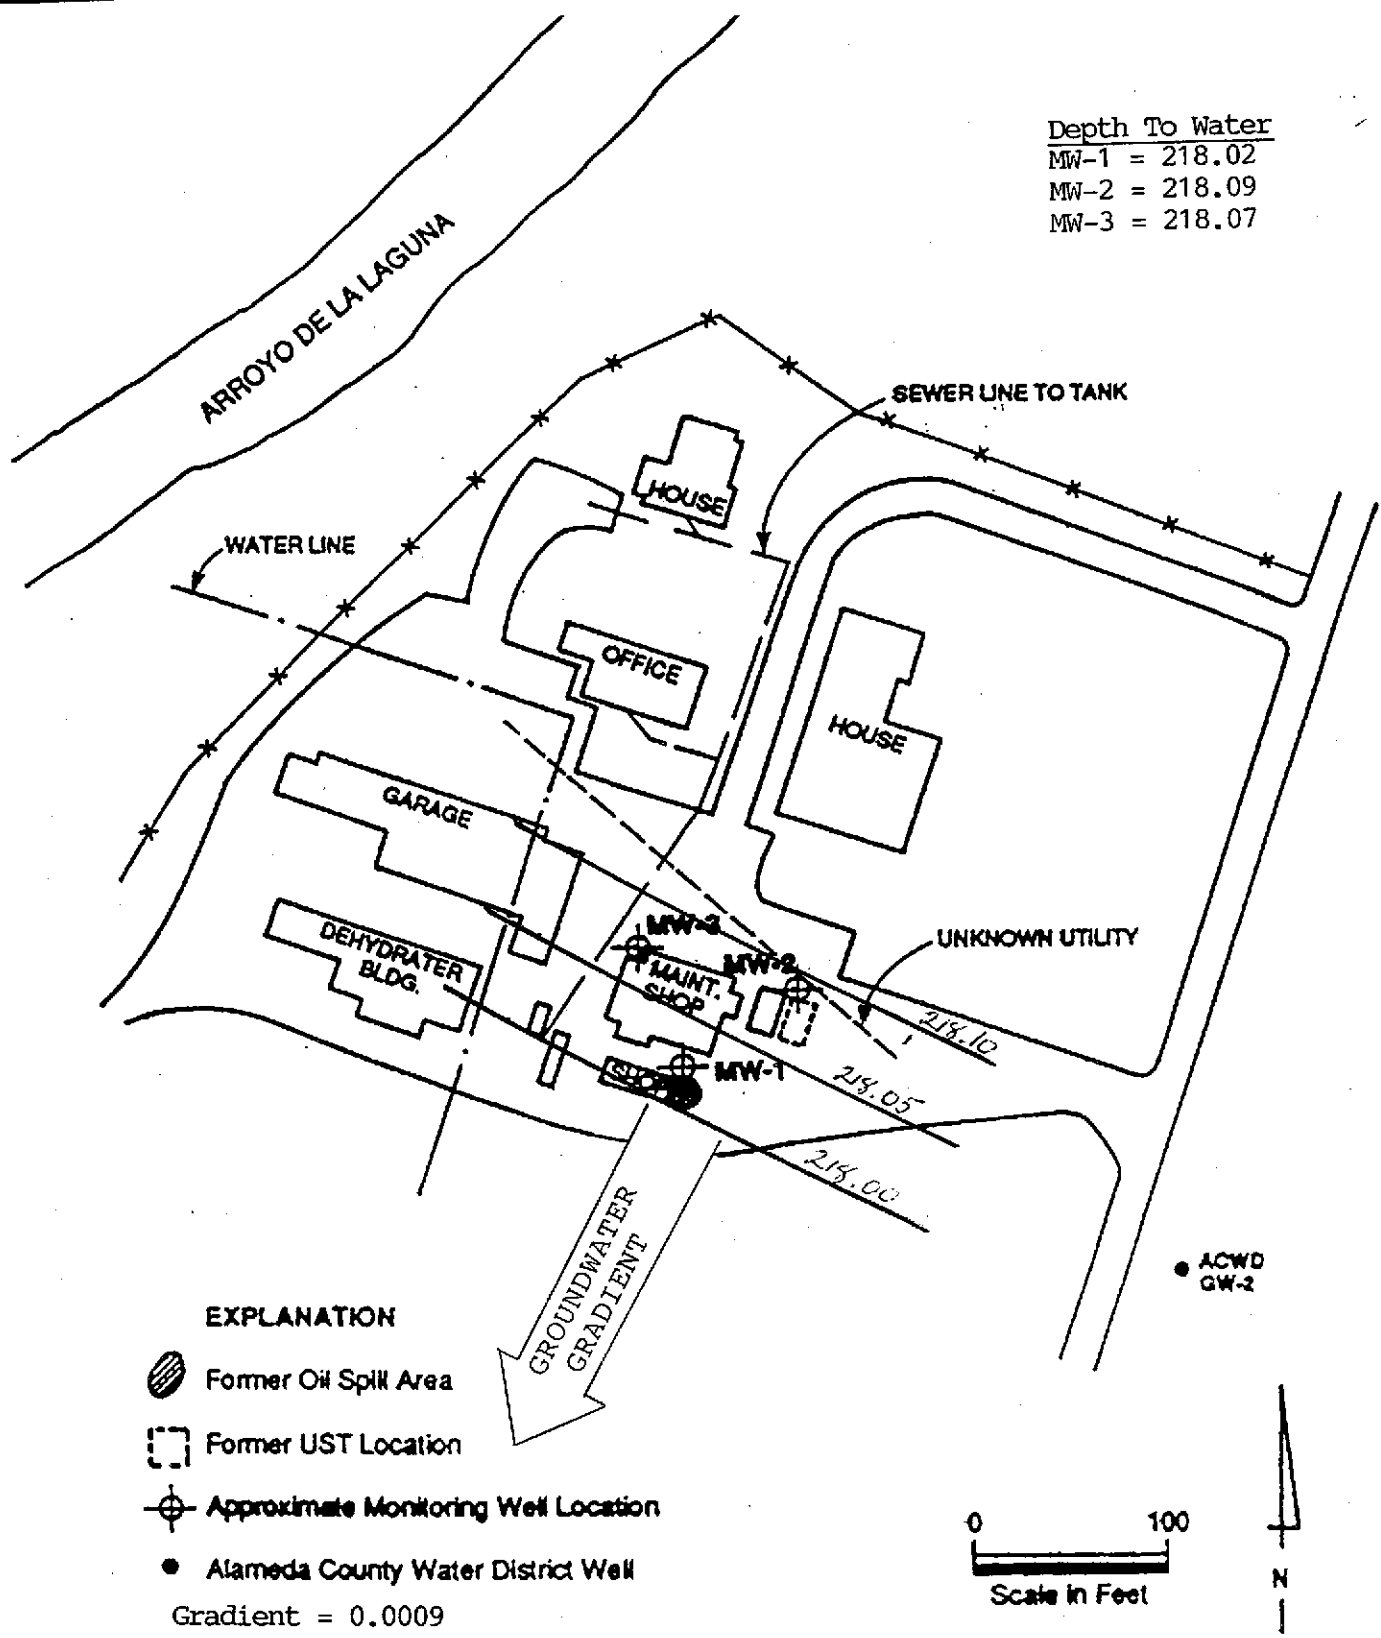 Depth To Water
MW-1 = 218.02
MW-2 = 218.09
MW-3 = 218.07
ARROYO DE LA LAGUNA
SEWER LINE TO TANK
HOUSE
WATER LINE
OFFICE
HOUSE
GARAGE
MW-3
UNKNOWN UTILITY
DEHYDRATER
BLDG.
MW-2
MAINT.
SHOP
218.10
MW-1
SHOP
218.05
218.00
GROUNDWATER
GRADIENT
ACWD
GW-2
EXPLANATION
Former Oil Spill Area
Former UST Location
Approximate Monitoring Well Location
Alameda County Water District Well
Gradient = 0.0009
0 100
Scale in Feet
N